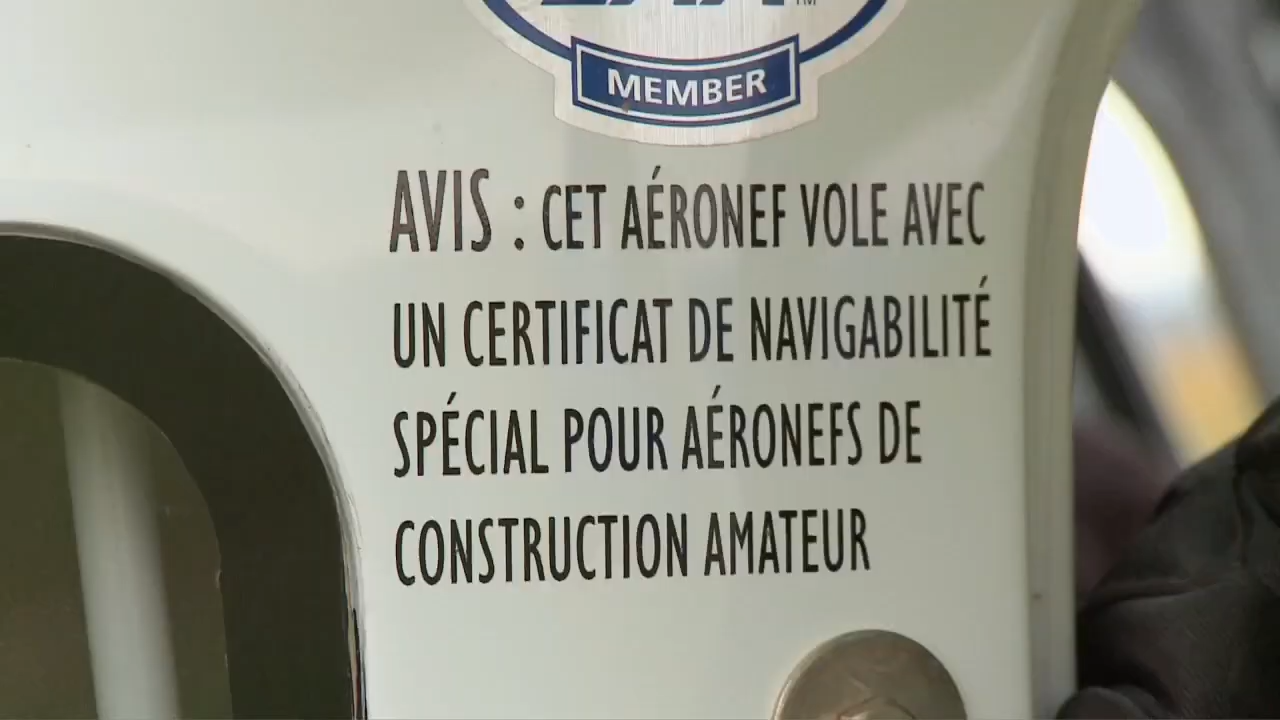 MEMBER
AVIS : CET AÉRONEF VOLE AVEC
UN CERTIFICAT DE NAVIGABILITÉ
SPÉCIAL POUR AÉRONEFS DE
CONSTRUCTION AMATEUR